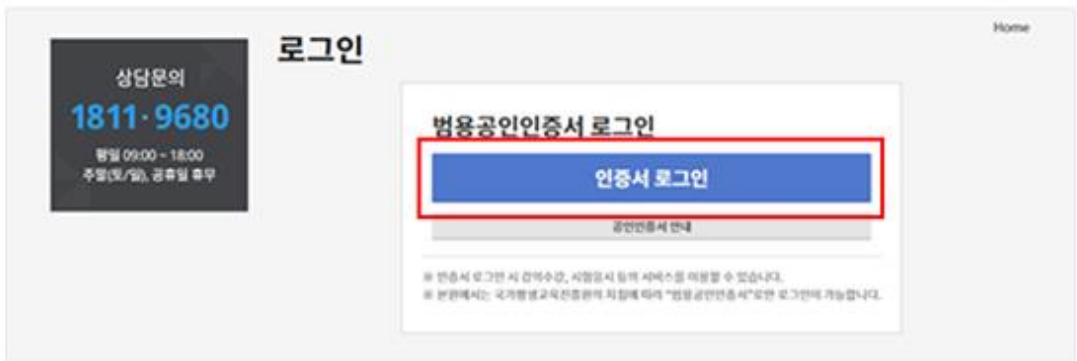 Home
상담문의
1811·9680
평일 09:00 ~ 18:00
주말(토/일), 공휴일 휴무
로그인
범용공인인증서 로그인
인증서 로그인
공인인증서 안내
※ 인증서 로그인 시 강의수강, 시험응시 등의 서비스를 이용할 수 있습니다.
※ 본원에서는 국가평생교육진흥원의 지침에 따라 "범용공인인증서"로만 로그인이 가능합니다.